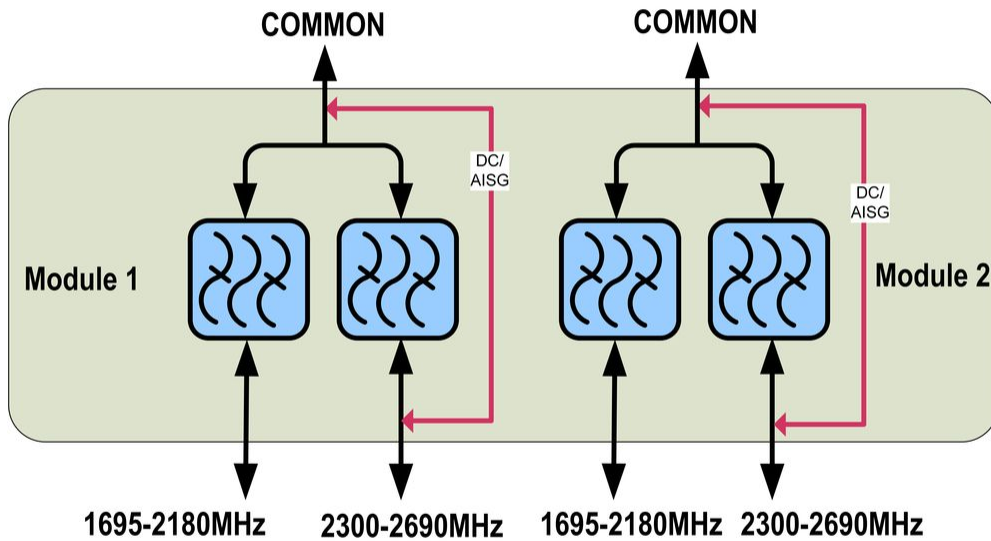 COMMON
COMMON
DC/
AISG
DC/
AISG
Module 1
Module 2
1695-2180MHz
2300-2690MHz
1695-2180MHz
2300-2690MHz